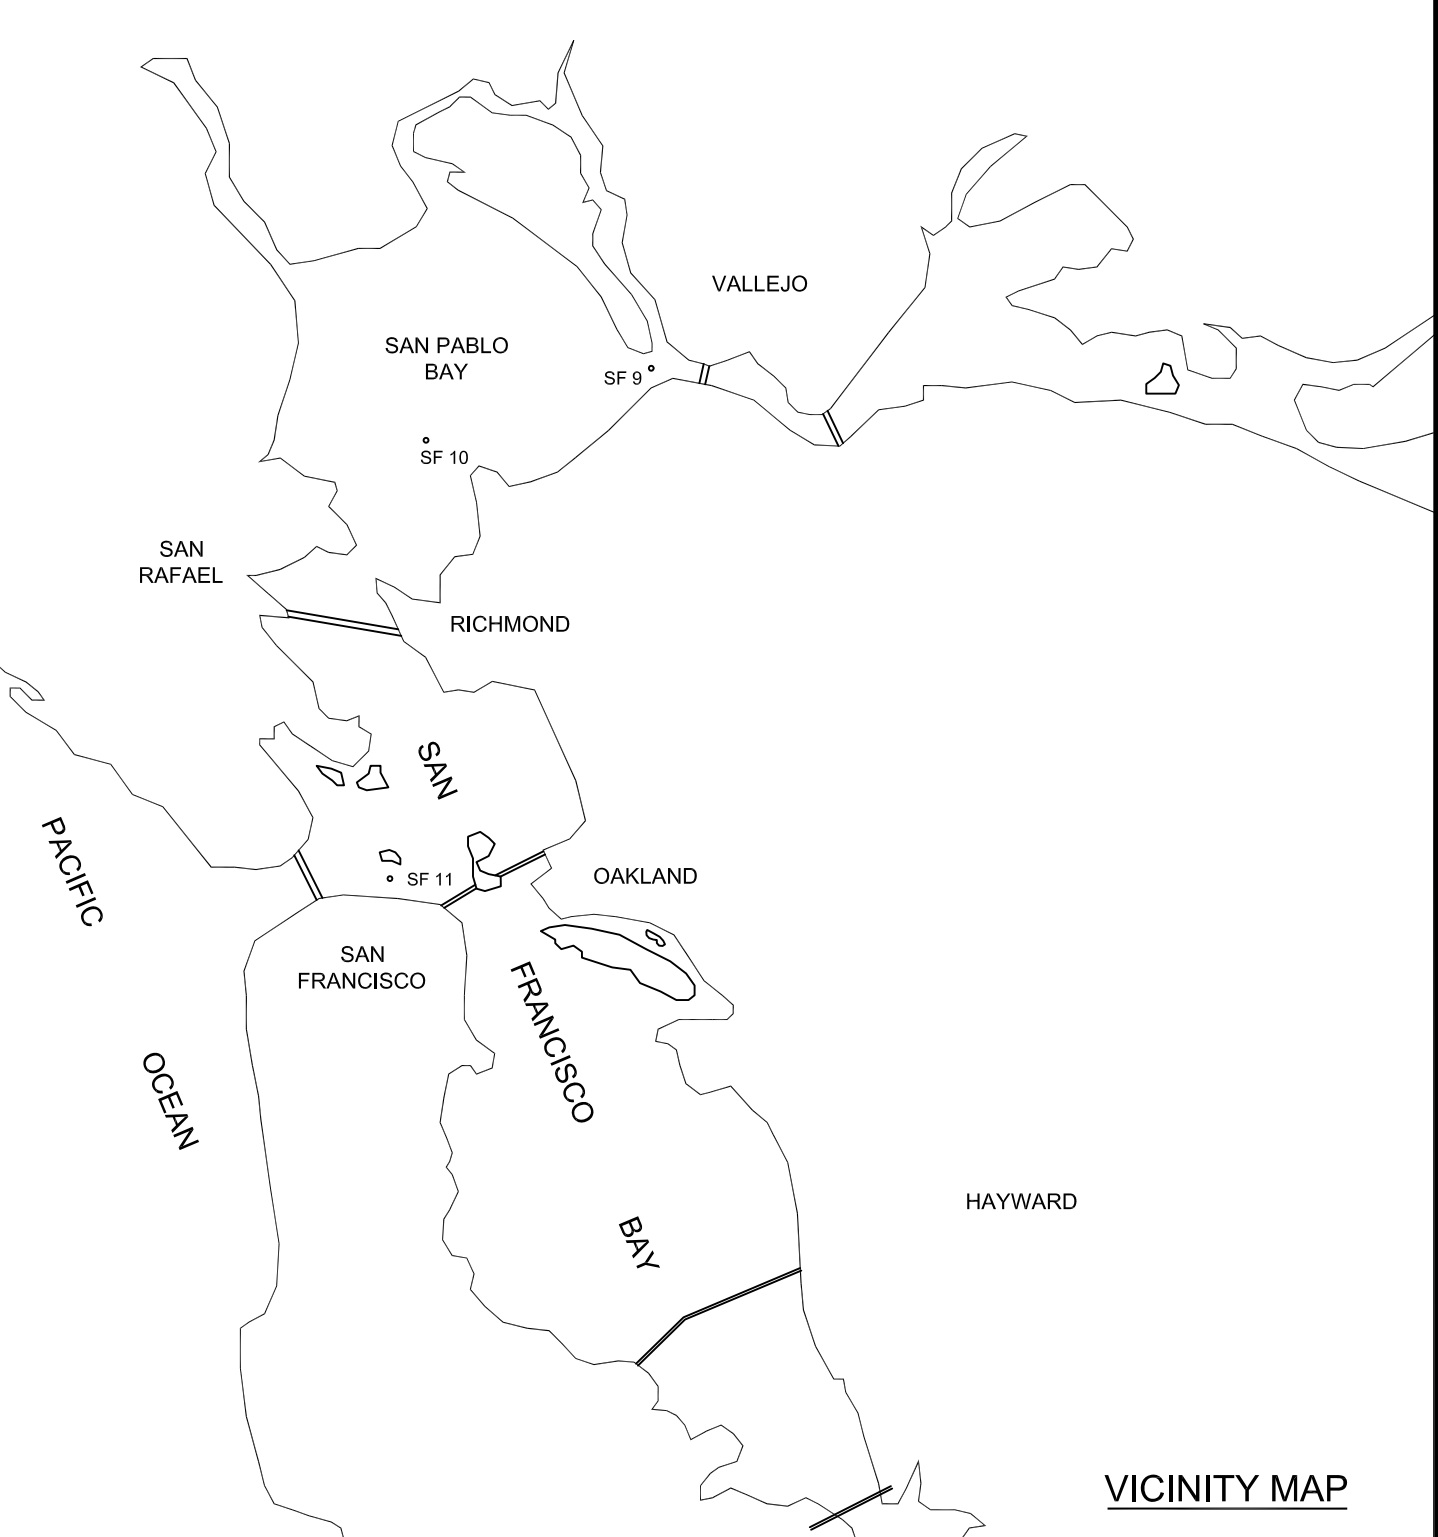 VALLEJO
SAN PABLO
BAY
SF 9
SF 10
SAN
RAFAEL
RICHMOND
SAN
PACIFIC
OAKLAND
SF 11
SAN
FRANCISCO
FRANCISCO
OCEAN
HAYWARD
BAY
VICINITY MAP